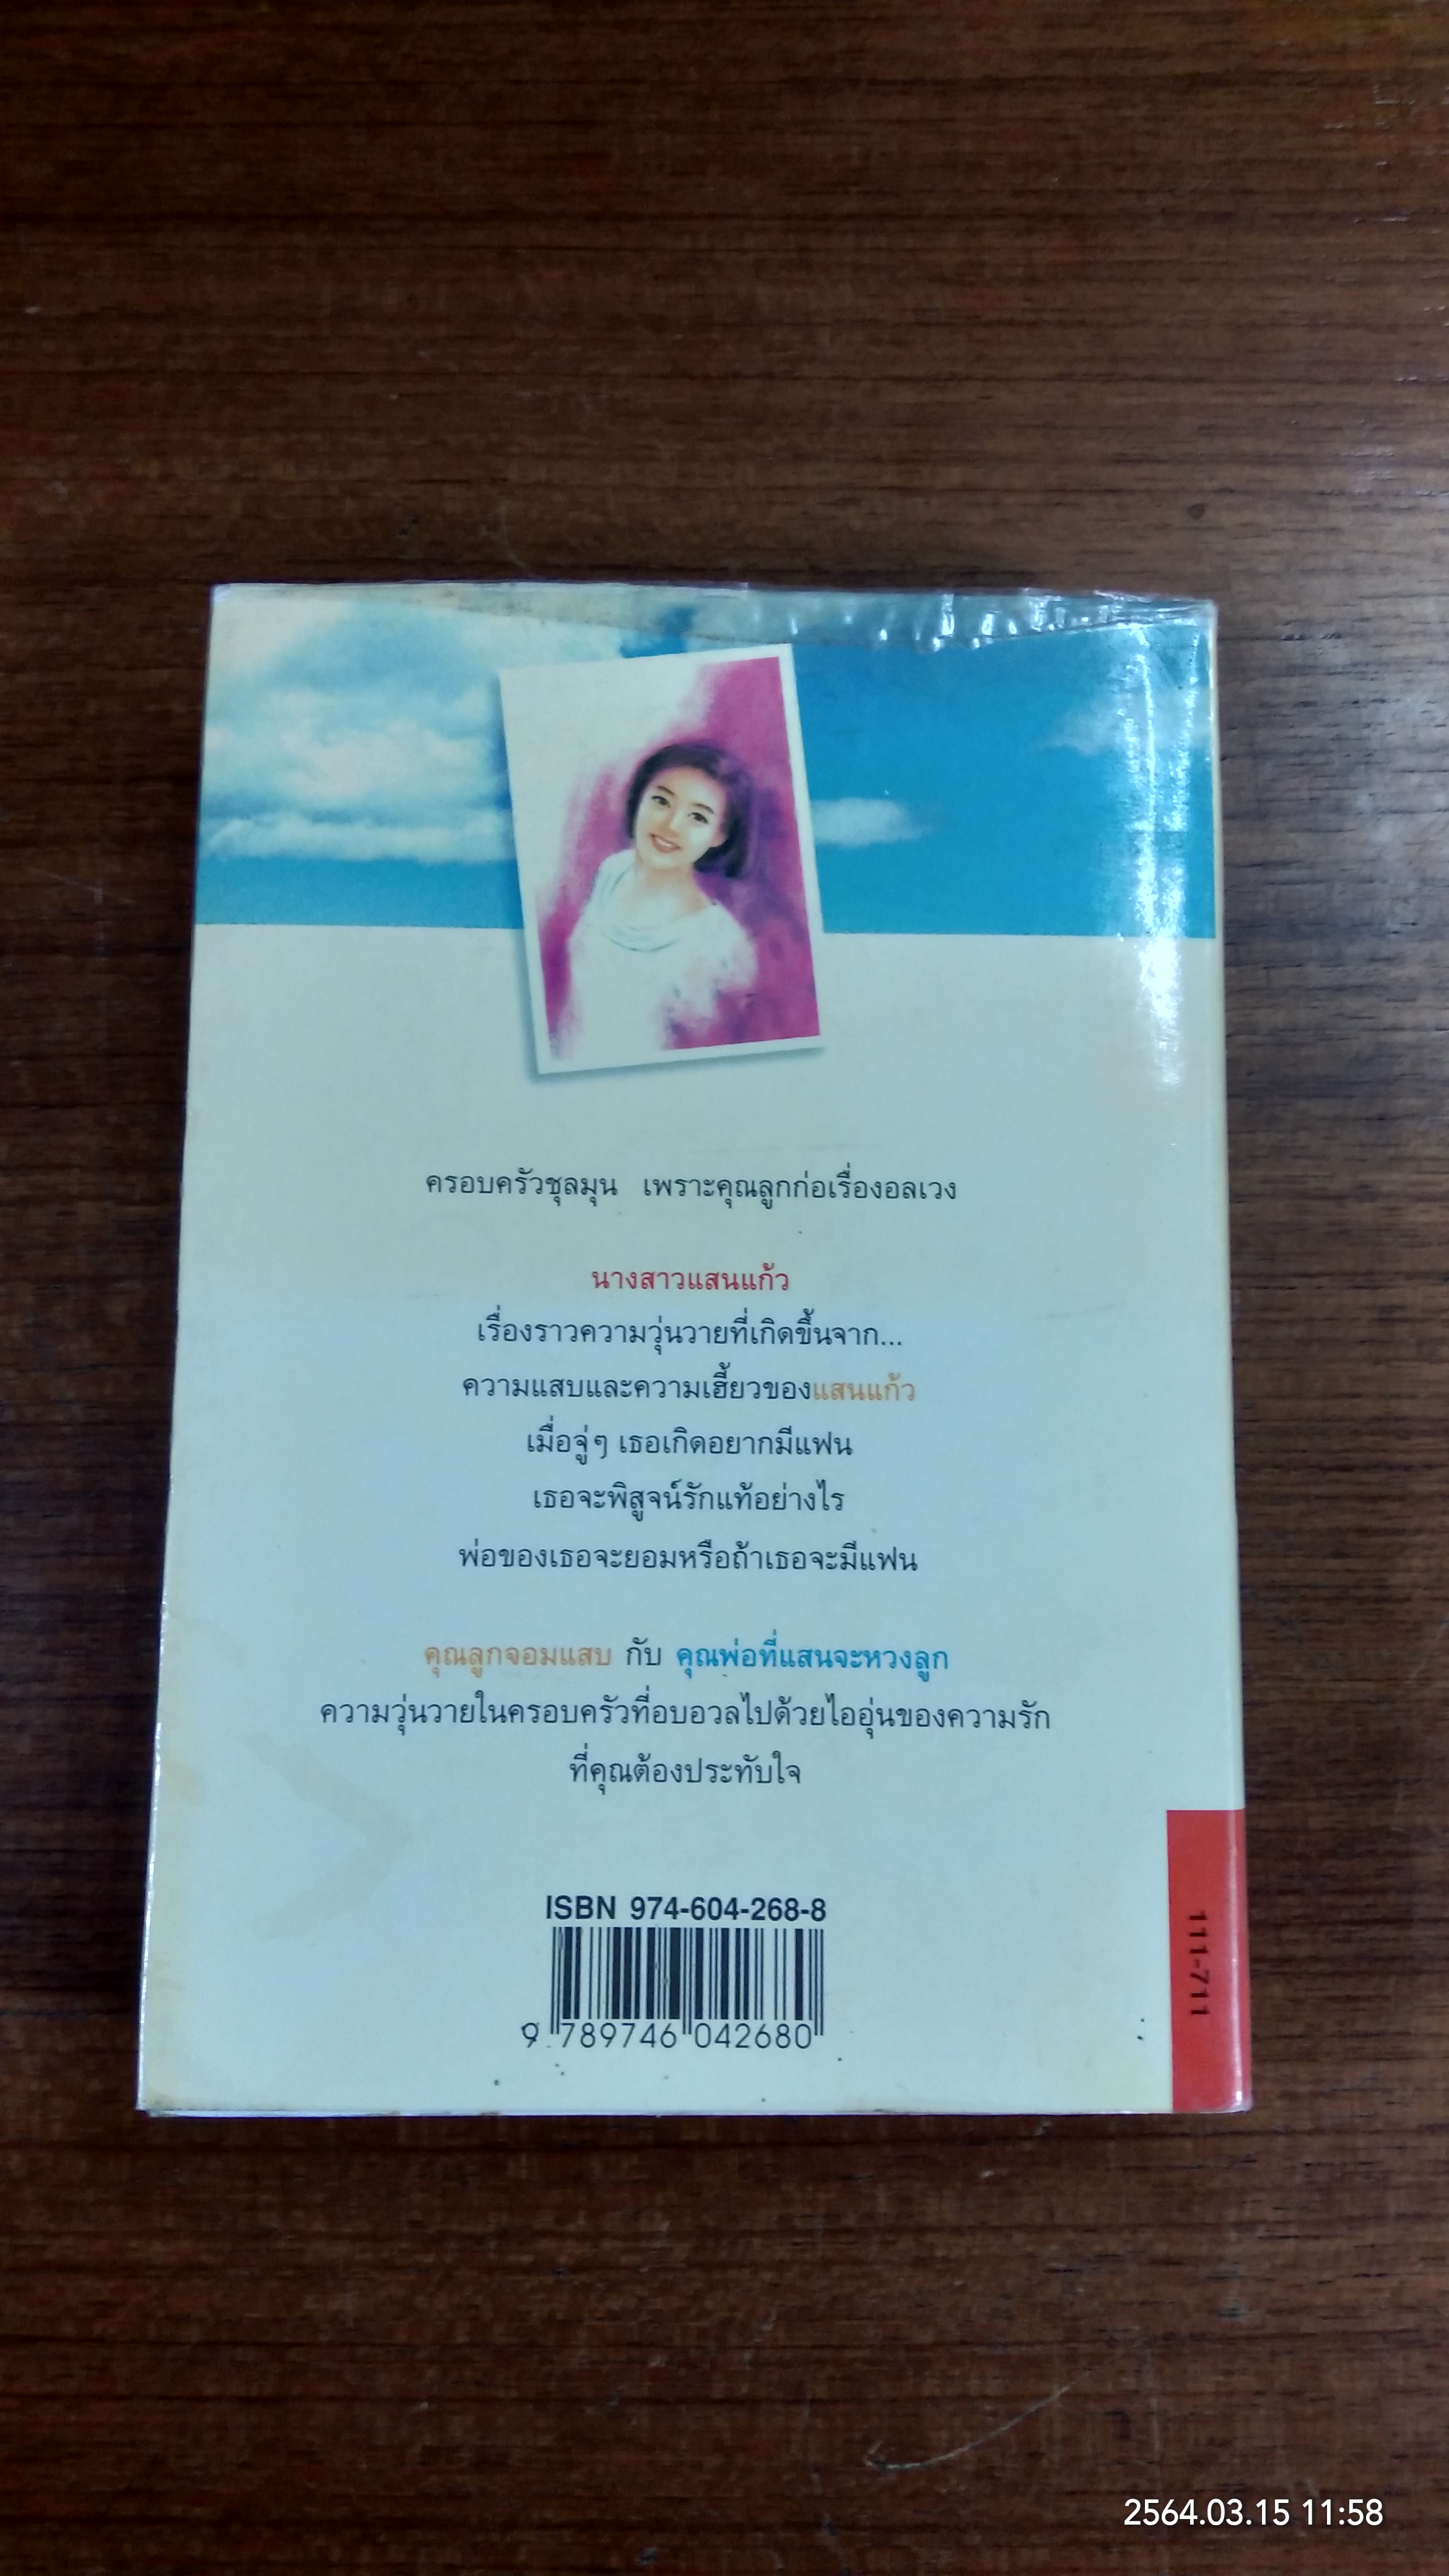 ครอบครัวชุลมุน เพราะคุณลูกก่อเรื่องอลเวง
นางสาวแสนแก้ว
เรื่องราวความวุ่นวายที่เกิดขึ้นจาก...
ความแสบและความเฮี้ยวของแสนแก้ว
เมื่อจู่ๆ เธอเกิดอยากมีแฟน
เธอจะพิสูจน์รักแท้อย่างไร
พ่อของเธอจะยอมหรือถ้าเธอจะมีแฟน
คุณลูกจอมแสบ กับ คุณพ่อที่แสนจะหวงลูก
ความวุ่นวายในครอบครัวที่อบอวลไปด้วยไออุ่นของความรัก
ที่คุณต้องประทับใจ
ISBN 974-604-268-8
9 789746 042680
111-711
2564.03.15 11:58